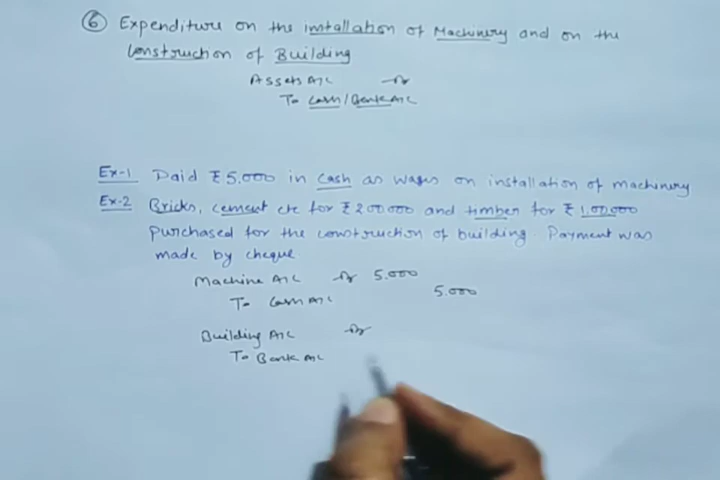 ⑥ Expenditure on the installation of Machinery and on the
Construction of Building
Assets A/C Dr
To Cash/Bank A/C
Ex-1 Paid ₹5,000 in cash as wages on installation of machinery
Ex-2 Bricks, cement etc for ₹200000 and timber for ₹1,00,000
purchased for the construction of building. Payment was
made by cheque
Machine A/C Dr 5,000
To Cash A/C 5,000
Building A/C Dr
To Bank A/C